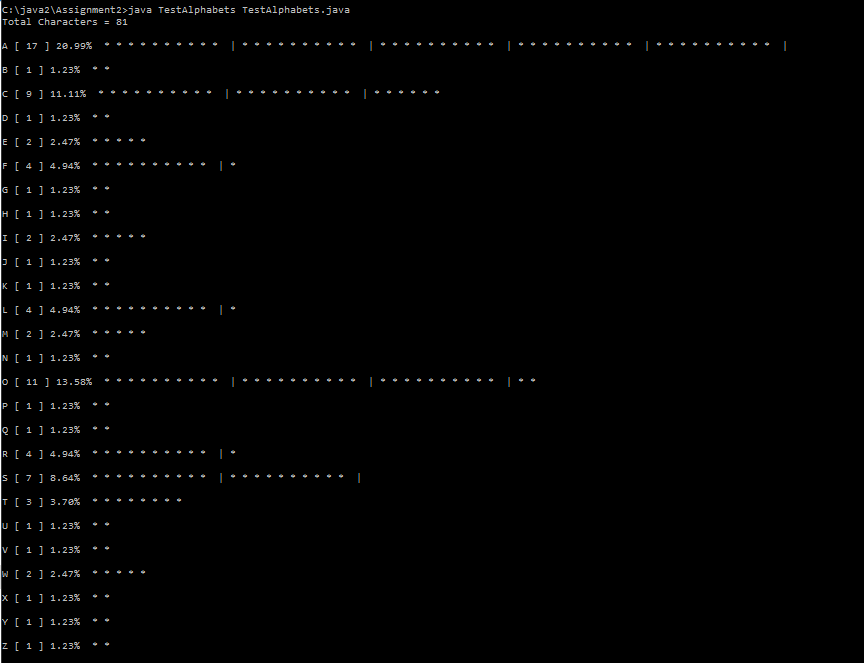 C:\java2\Assignment2>java TestAlphabets TestAlphabets.java
Total Characters = 81
A [ 17 ] 20.99% * * * * * * * * * * | * * * * * * * * * * | * * * * * * * * * * | * * * * * * * * * * | * * * * * * * * * * |
B [ 1 ] 1.23% * *
C [ 9 ] 11.11% * * * * * * * * * * | * * * * * * * * * * | * * * * * *
D [ 1 ] 1.23% * *
E [ 2 ] 2.47% * * * * *
F [ 4 ] 4.94% * * * * * * * * * * | *
G [ 1 ] 1.23% * *
H [ 1 ] 1.23% * *
I [ 2 ] 2.47% * * * * *
J [ 1 ] 1.23% * *
K [ 1 ] 1.23% * *
L [ 4 ] 4.94% * * * * * * * * * * | *
M [ 2 ] 2.47% * * * * *
N [ 1 ] 1.23% * *
O [ 11 ] 13.58% * * * * * * * * * * | * * * * * * * * * * | * * * * * * * * * * | * *
P [ 1 ] 1.23% * *
Q [ 1 ] 1.23% * *
R [ 4 ] 4.94% * * * * * * * * * * | *
S [ 7 ] 8.64% * * * * * * * * * * | * * * * * * * * * * |
T [ 3 ] 3.70% * * * * * * * *
U [ 1 ] 1.23% * *
V [ 1 ] 1.23% * *
W [ 2 ] 2.47% * * * * *
X [ 1 ] 1.23% * *
Y [ 1 ] 1.23% * *
Z [ 1 ] 1.23% * *